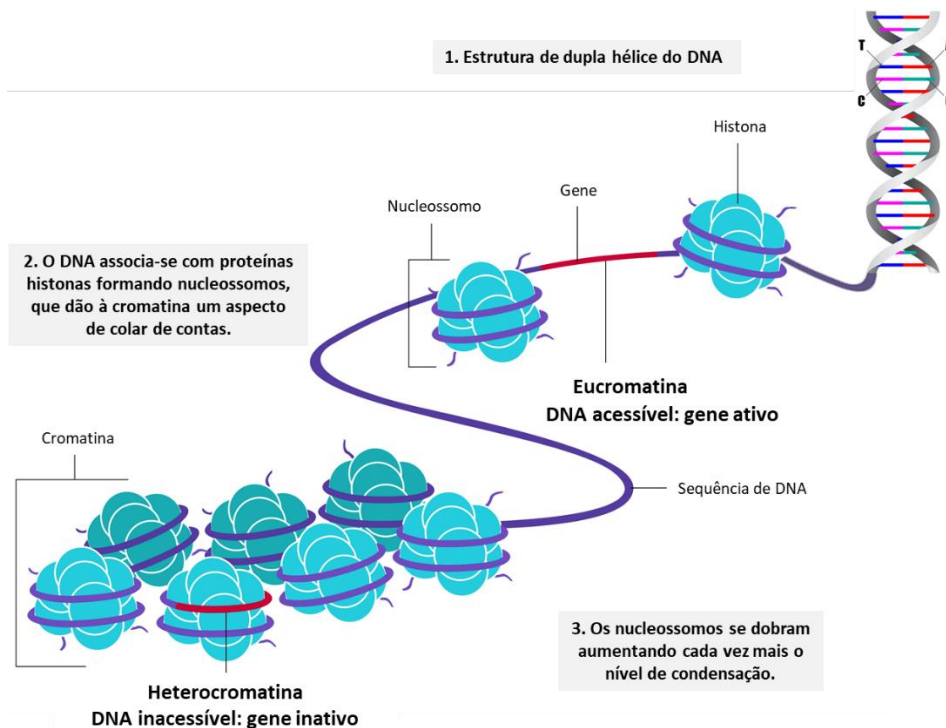 1. Estrutura de dupla hélice do DNA
T
C
Histona
Gene
Nucleossomo
2. O DNA associa-se com proteínas
histonas formando nucleossomos,
que dão à cromatina um aspecto
de colar de contas.
Eucromatina
DNA acessível: gene ativo
Cromatina
Sequência de DNA
3. Os nucleossomos se dobram
aumentando cada vez mais o
nível de condensação.
Heterocromatina
DNA inacessível: gene inativo